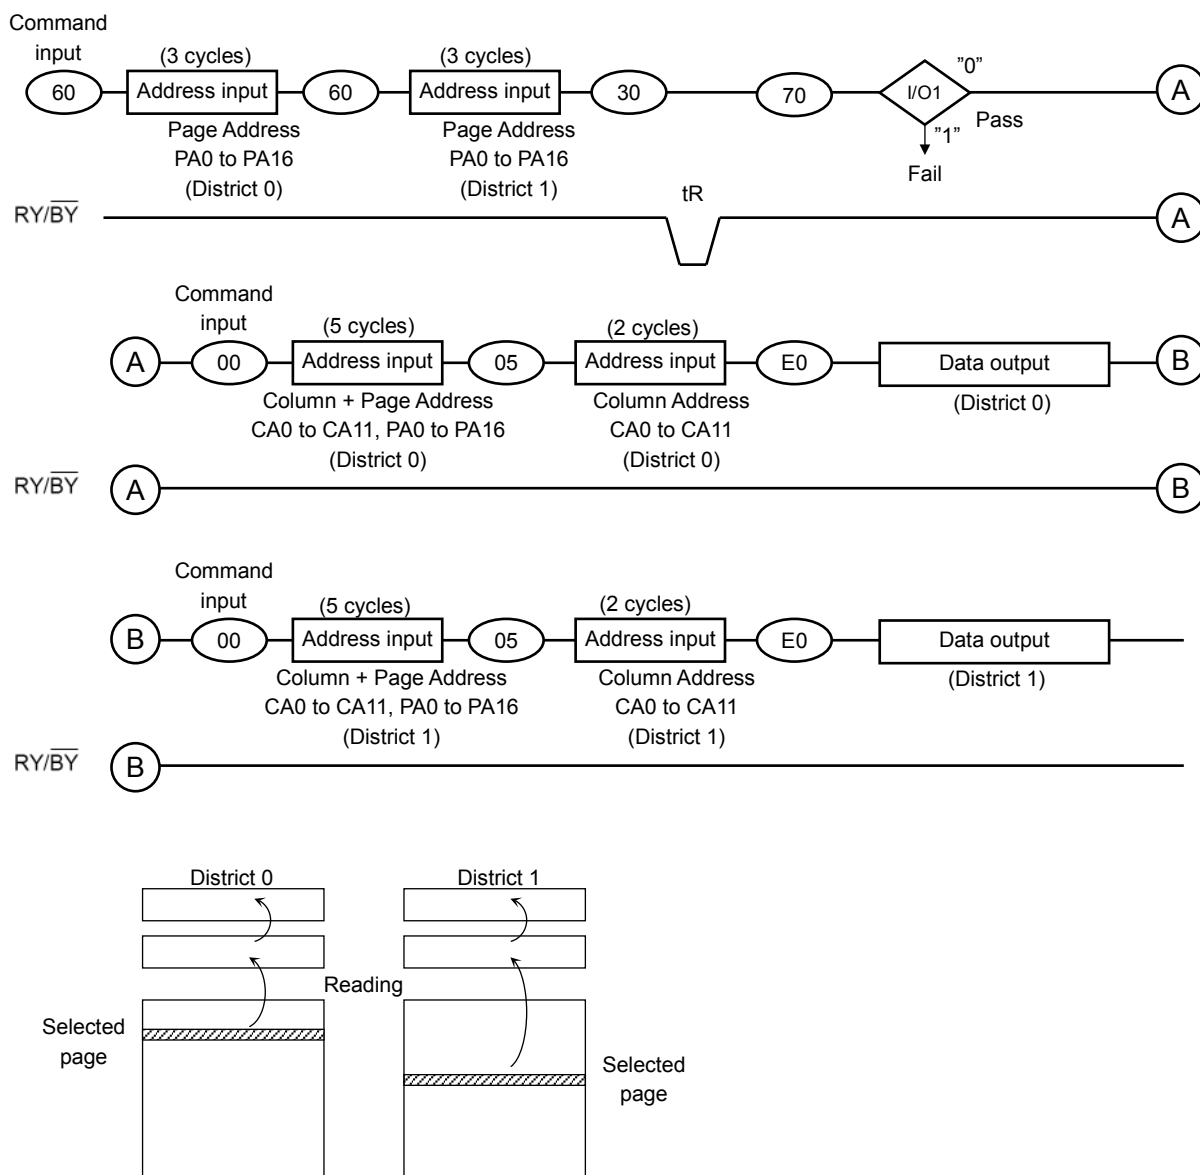 Command
input
(3 cycles) (3 cycles) ”0”
60 Address input 60 Address input 30 70 I/O1 A
Pass
”1”
Page Address Page Address
PA0 to PA16 PA0 to PA16
(District 0) (District 1)
Fail
tR
RY/BY A
Command
input
(5 cycles) (2 cycles)
A 00 Address input 05 Address input E0 Data output B
Column + Page Address Column Address (District 0)
CA0 to CA11, PA0 to PA16 CA0 to CA11
(District 0) (District 0)
RY/BY A B
Command
input
(5 cycles) (2 cycles)
B 00 Address input 05 Address input E0 Data output
Column + Page Address Column Address (District 1)
CA0 to CA11, PA0 to PA16 CA0 to CA11
(District 1) (District 1)
RY/BY B
District 0 District 1
Reading
Selected
page
Selected
page